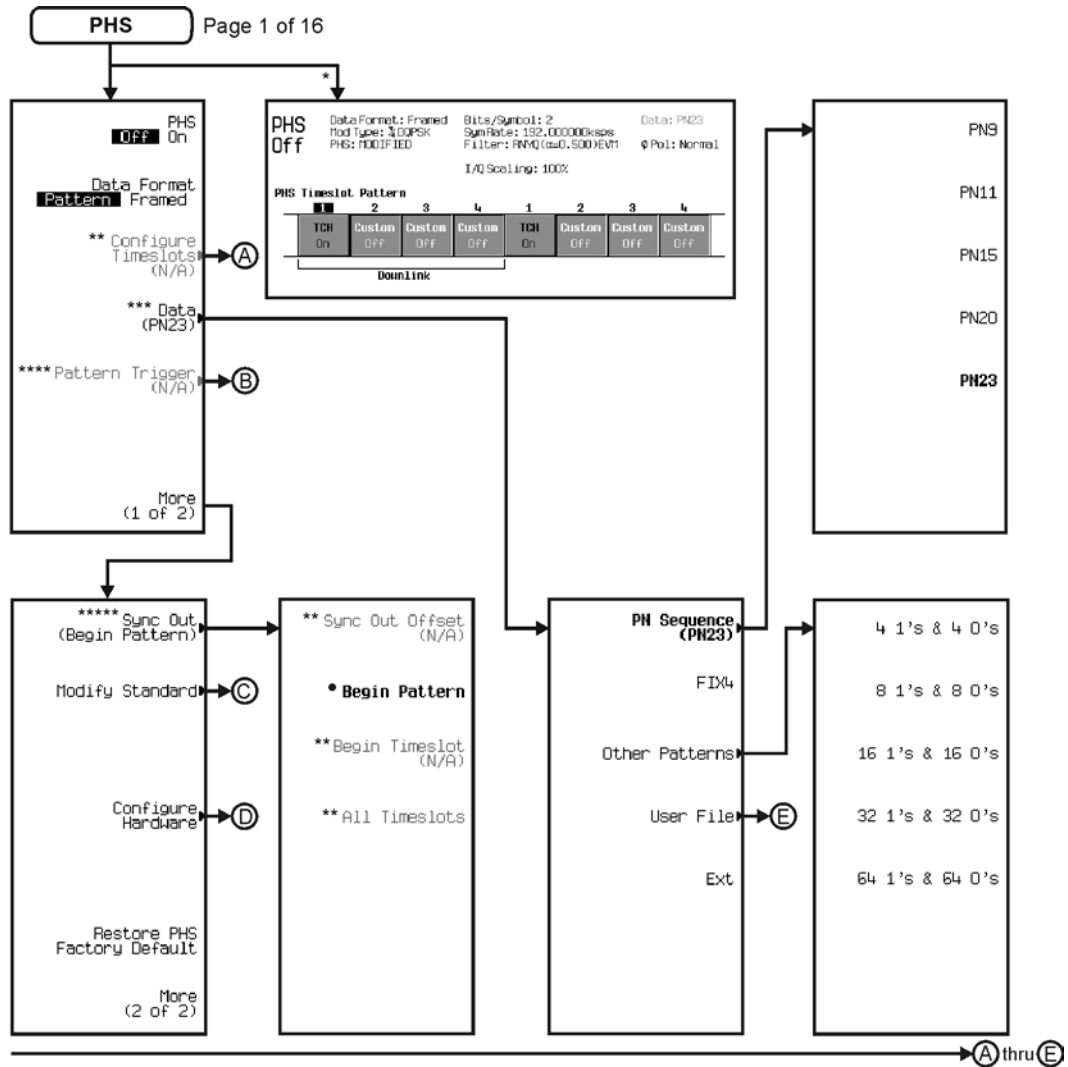 PHS Page 1 of 16
*
PHS
Off On
Data Format
Pattern Framed
** Configure
Timeslots
(N/A)
A
*** Data
(PN23)
**** Pattern Trigger
(N/A)
B
More
(1 of 2)
PHS
Off
Data Format: Framed
Mod Type: DQPSK
PHS: MODIFIED
Bits/Symbol: 2
Sym Rate: 192.000000ksps
Filter: RNYQ(α=0.500)EVM
I/Q Scaling: 100%
Data: PN23
Pol: Normal
PHS Timeslot Pattern
1 2 3 4 1 2 3 4
TCH Custom Custom Custom TCH Custom Custom Custom
On Off Off Off On Off Off Off
Downlink
PN9
PN11
PN15
PN20
PN23
***** Sync Out
(Begin Pattern)
Modify Standard
C
Configure
Hardware
D
Restore PHS
Factory Default
More
(2 of 2)
** Sync Out Offset
(N/A)
• Begin Pattern
** Begin Timeslot
(N/A)
** All Timeslots
PN Sequence
(PN23)
FIX4
Other Patterns
User File
E
Ext
4 1's & 4 0's
8 1's & 8 0's
16 1's & 16 0's
32 1's & 32 0's
64 1's & 64 0's
A thru E